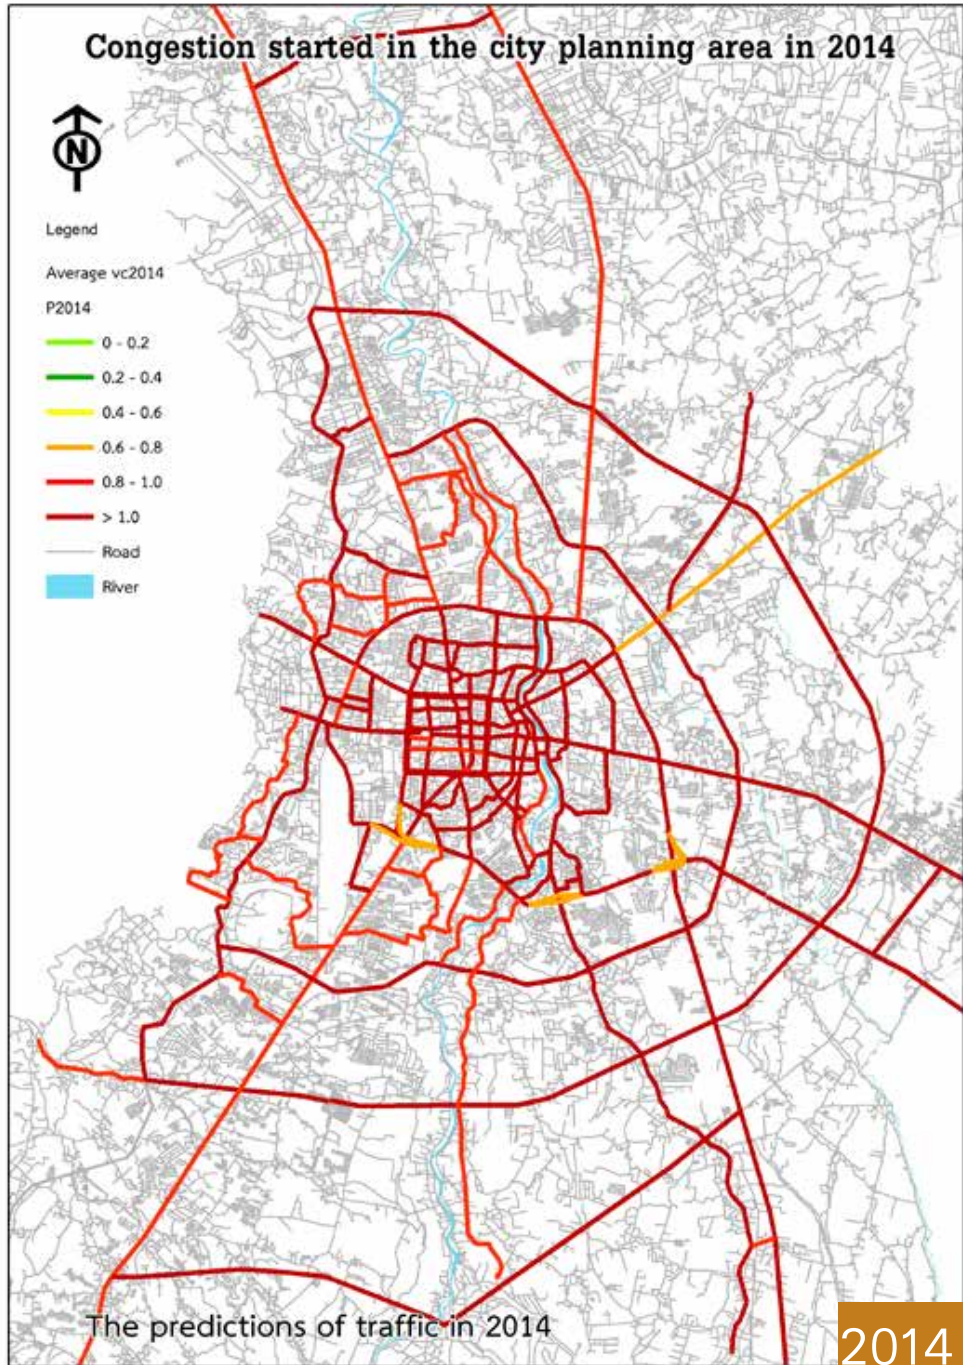 Congestion started in the city planning area in 2014
N
Legend
Average vc2014
P2014
0 - 0.2
0.2 - 0.4
0.4 - 0.6
0.6 - 0.8
0.8 - 1.0
> 1.0
Road
River
The predictions of traffic in 2014
2014